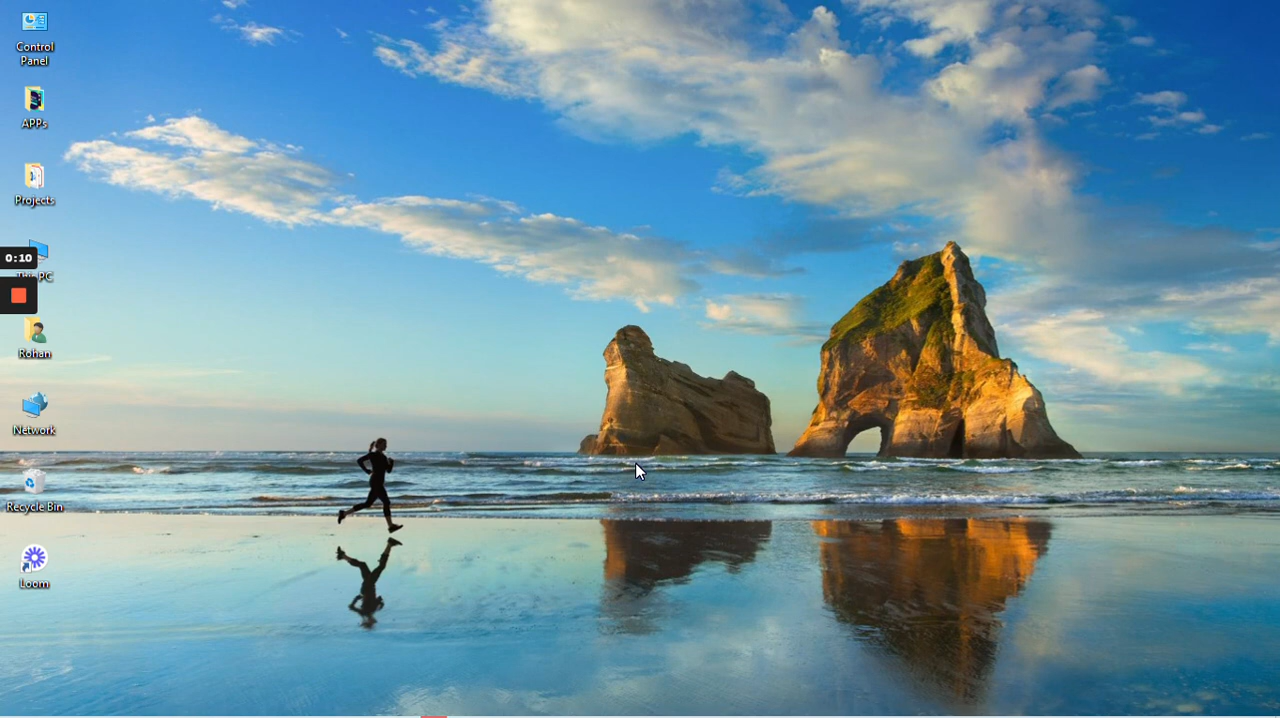 Control
Panel
APPs
Projects
0:10
This PC
Rohan
Network
Recycle Bin
Loom